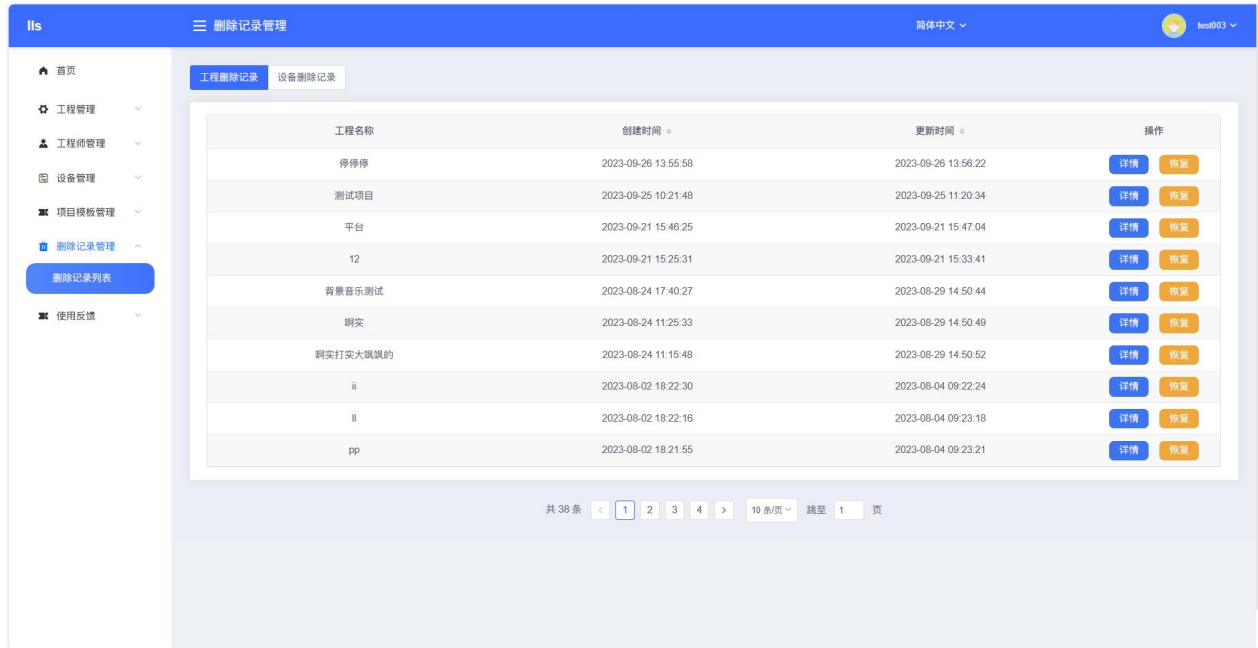 lls
删除记录管理
简体中文
test003
首页
工程管理
工程师管理
设备管理
项目模板管理
删除记录管理
删除记录列表
使用反馈
工程删除记录 设备删除记录
工程名称 创建时间 更新时间 操作
停停停 2023-09-26 13:55:58 2023-09-26 13:56:22 详情 恢复
测试项目 2023-09-25 10:21:48 2023-09-25 11:20:34 详情 恢复
平台 2023-09-21 15:46:25 2023-09-21 15:47:04 详情 恢复
12 2023-09-21 15:25:31 2023-09-21 15:33:41 详情 恢复
背景音乐测试 2023-08-24 17:40:27 2023-08-29 14:50:44 详情 恢复
啊实 2023-08-24 11:25:33 2023-08-29 14:50:49 详情 恢复
啊实打实大飒飒的 2023-08-24 11:15:48 2023-08-29 14:50:52 详情 恢复
ii 2023-08-02 18:22:30 2023-08-04 09:22:24 详情 恢复
ll 2023-08-02 18:22:16 2023-08-04 09:23:18 详情 恢复
pp 2023-08-02 18:21:55 2023-08-04 09:23:21 详情 恢复
共 38 条 < 1 2 3 4 > 10 条/页 跳至 1 页